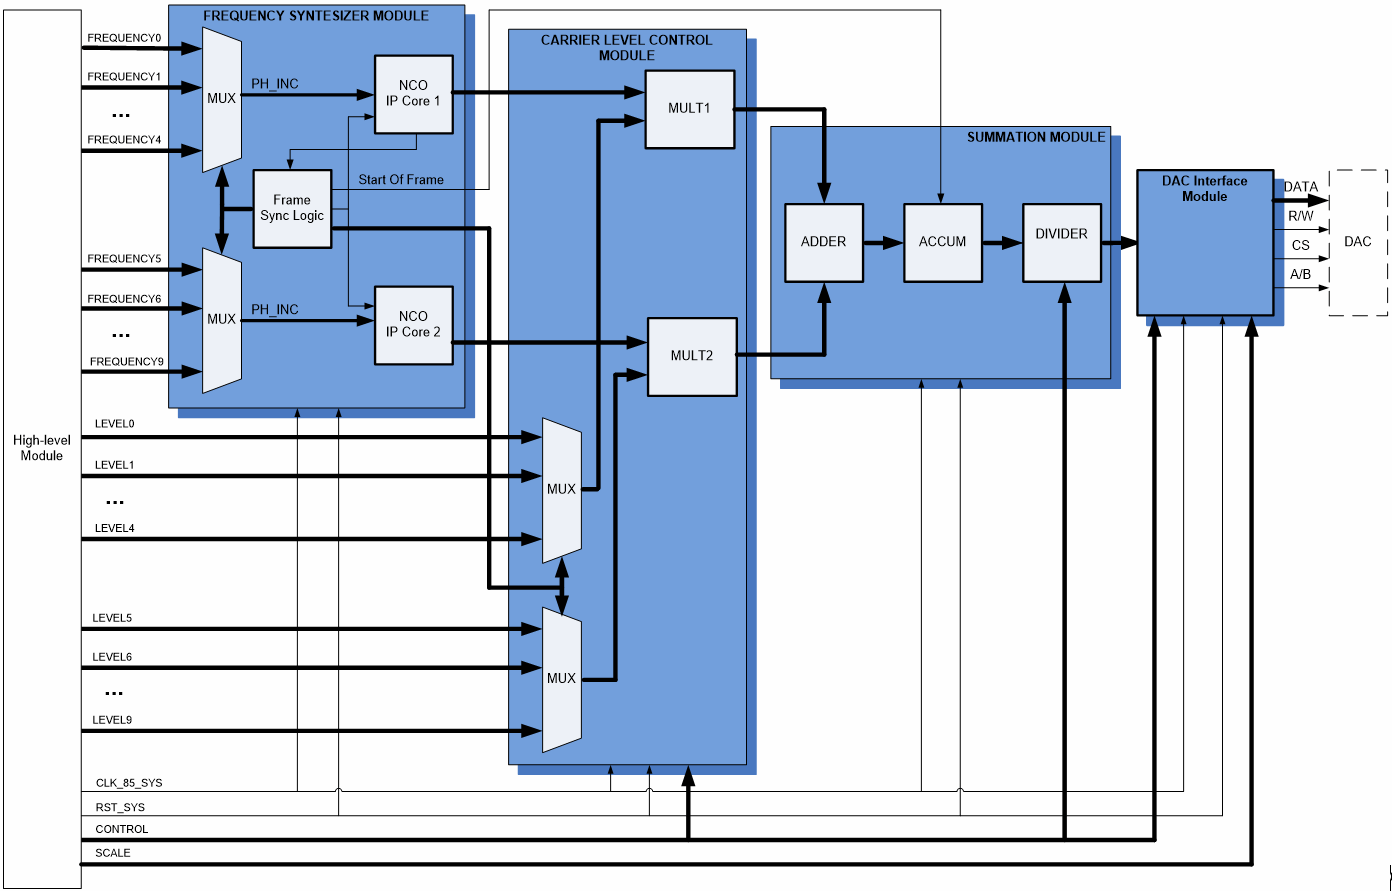 FREQUENCY SYNTESIZER MODULE
FREQUENCY0
FREQUENCY1
...
FREQUENCY4
MUX
PH_INC
NCO
IP Core 1
Frame
Sync Logic
Start Of Frame
FREQUENCY5
FREQUENCY6
...
FREQUENCY9
MUX
PH_INC
NCO
IP Core 2
CARRIER LEVEL CONTROL
MODULE
MULT1
MULT2
MUX
MUX
SUMMATION MODULE
ADDER
ACCUM
DIVIDER
DAC Interface
Module
DATA
R/W
CS
A/B
DAC
High-level
Module
LEVEL0
LEVEL1
...
LEVEL4
LEVEL5
LEVEL6
...
LEVEL9
CLK_85_SYS
RST_SYS
CONTROL
SCALE